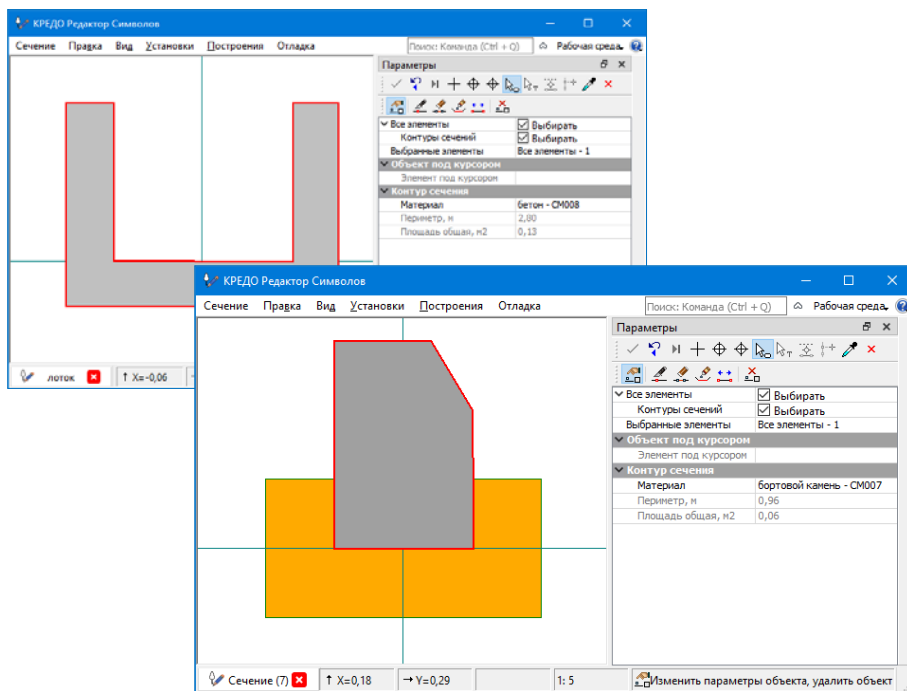 КРЕДО Редактор Символов
Сечение Правка Вид Установки Построения Отладка Поиск: Команда (Ctrl + Q) Рабочая среда
Параметры
Все элементы Выбирать
Контуры сечений Выбирать
Выбранные элементы Все элементы - 1
Объект под курсором
Элемент под курсором
Контур сечения
Материал бетон - СМ008
Периметр, м 2,80
Площадь общая, м2 0,13
лоток X=-0,06
КРЕДО Редактор Символов
Сечение Правка Вид Установки Построения Отладка Поиск: Команда (Ctrl + Q) Рабочая среда
Параметры
Все элементы Выбирать
Контуры сечений Выбирать
Выбранные элементы Все элементы - 1
Объект под курсором
Элемент под курсором
Контур сечения
Материал бортовой камень - СМ007
Периметр, м 0,96
Площадь общая, м2 0,06
Сечение (7) X=0,18 Y=0,29 1: 5 Изменить параметры объекта, удалить объект